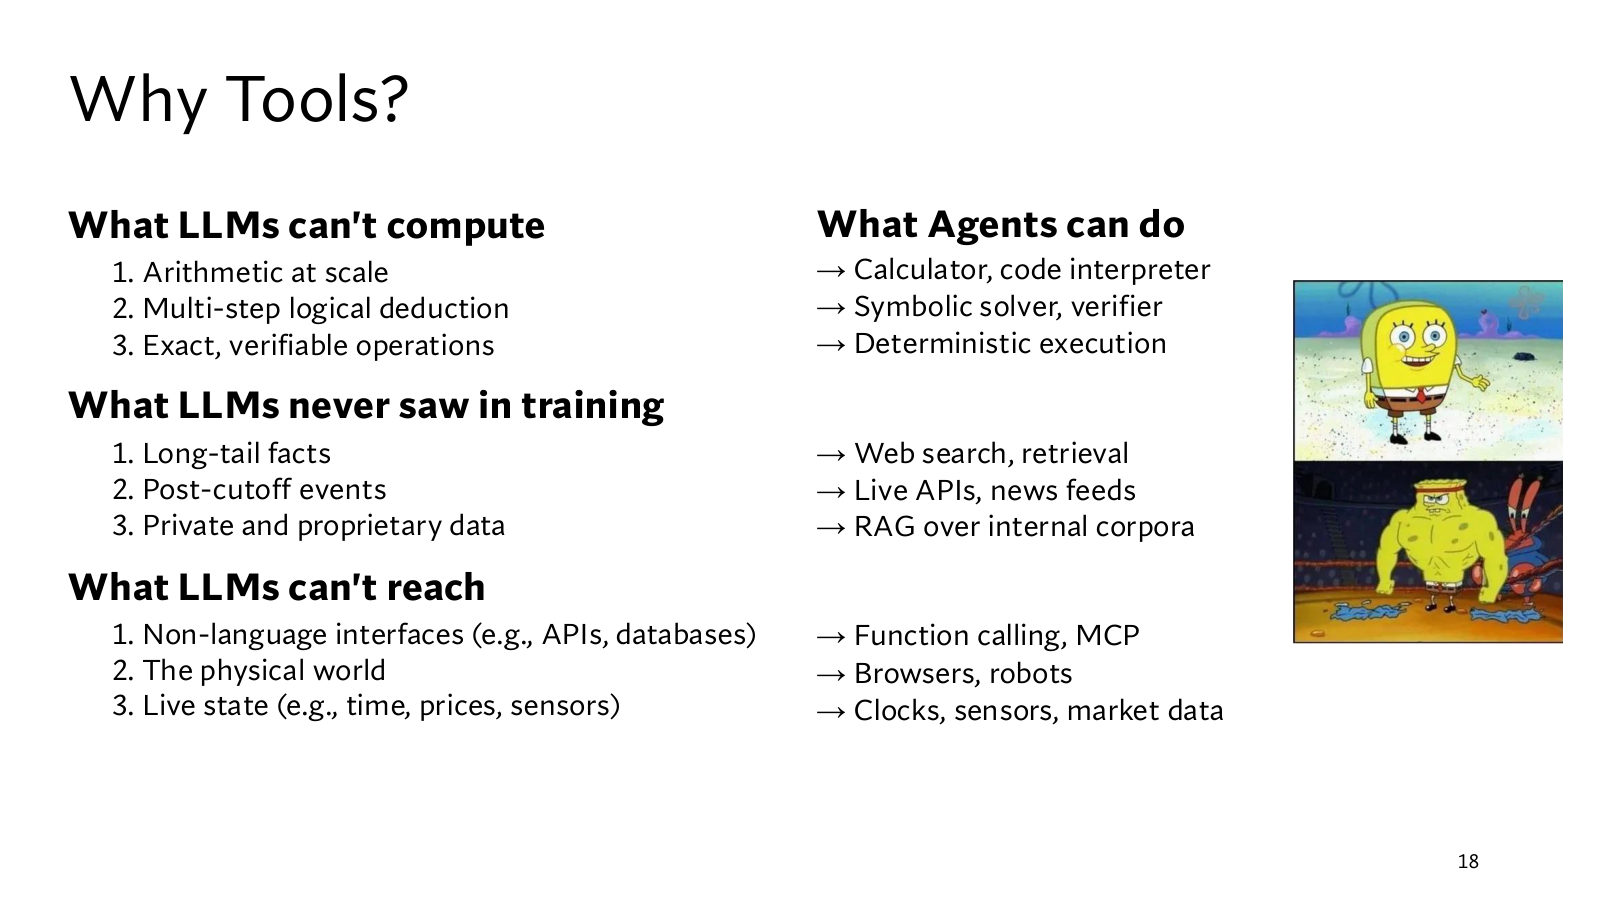 Why Tools?
What LLMs can't compute
1. Arithmetic at scale
2. Multi-step logical deduction
3. Exact, verifiable operations
What LLMs never saw in training
1. Long-tail facts
2. Post-cutoff events
3. Private and proprietary data
What LLMs can't reach
1. Non-language interfaces (e.g., APIs, databases)
2. The physical world
3. Live state (e.g., time, prices, sensors)
What Agents can do
→ Calculator, code interpreter
→ Symbolic solver, verifier
→ Deterministic execution
→ Web search, retrieval
→ Live APIs, news feeds
→ RAG over internal corpora
→ Function calling, MCP
→ Browsers, robots
→ Clocks, sensors, market data
18